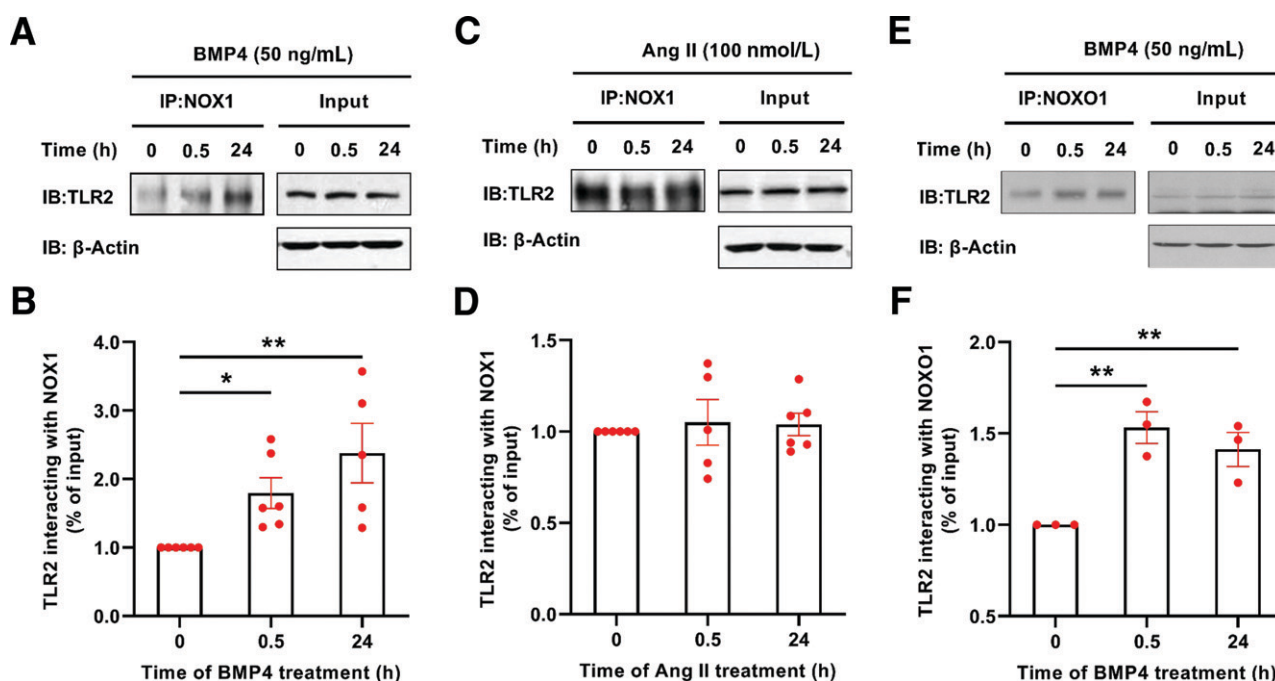 A
BMP4 (50 ng/mL)
IP:NOX1 Input
Time (h) 0 0.5 24 0 0.5 24
IB:TLR2
IB: β-Actin
C
Ang II (100 nmol/L)
IP:NOX1 Input
Time (h) 0 0.5 24 0 0.5 24
IB:TLR2
IB: β-Actin
E
BMP4 (50 ng/mL)
IP:NOXO1 Input
Time (h) 0 0.5 24 0 0.5 24
IB:TLR2
IB: β-Actin
B
TLR2 interacting with NOX1
(% of input)
4.0
3.0
2.0
1.0
0.0
*
**
0 0.5 24
Time of BMP4 treatment (h)
D
TLR2 interacting with NOX1
(% of input)
1.5
1.0
0.5
0.0
0 0.5 24
Time of Ang II treatment (h)
F
TLR2 interacting with NOXO1
(% of input)
2.0
1.5
1.0
0.5
**
**
0 0.5 24
Time of BMP4 treatment (h)